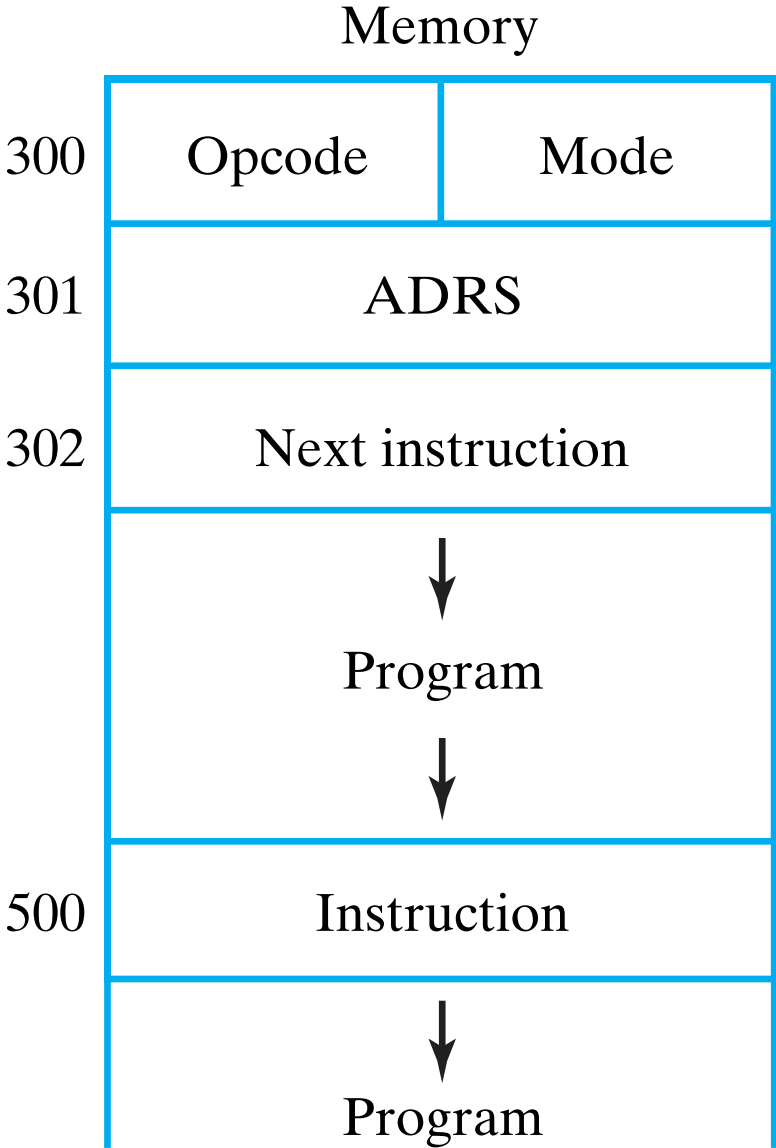 Memory
300 Opcode Mode
301 ADRS
302 Next instruction
Program
500 Instruction
Program